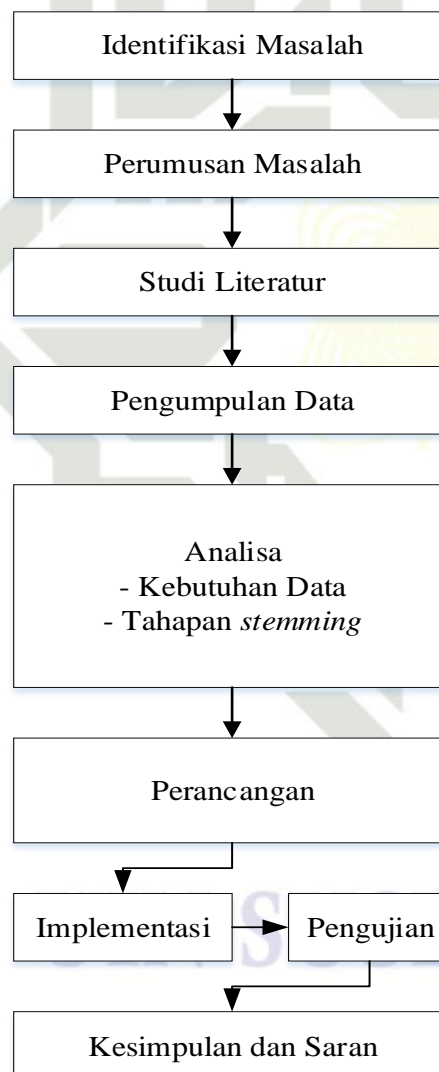 Identifikasi Masalah
Perumusan Masalah
Studi Literatur
Pengumpulan Data
Analisa
- Kebutuhan Data
- Tahapan stemming
Perancangan
Implementasi
Pengujian
Kesimpulan dan Saran